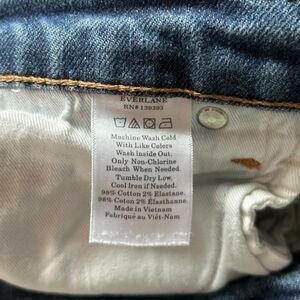 EVERLANE
RN# 139393
Machine Wash Cold
With Like Colors
Wash Inside Out.
Only Non-Chlorine
Bleach When Needed.
Tumble Dry Low.
Cool Iron if Needed.
98% Cotton 2% Elastane.
98% Coton 2% Elasthanne.
Made in Vietnam
Fabriqué au Viêt-Nam